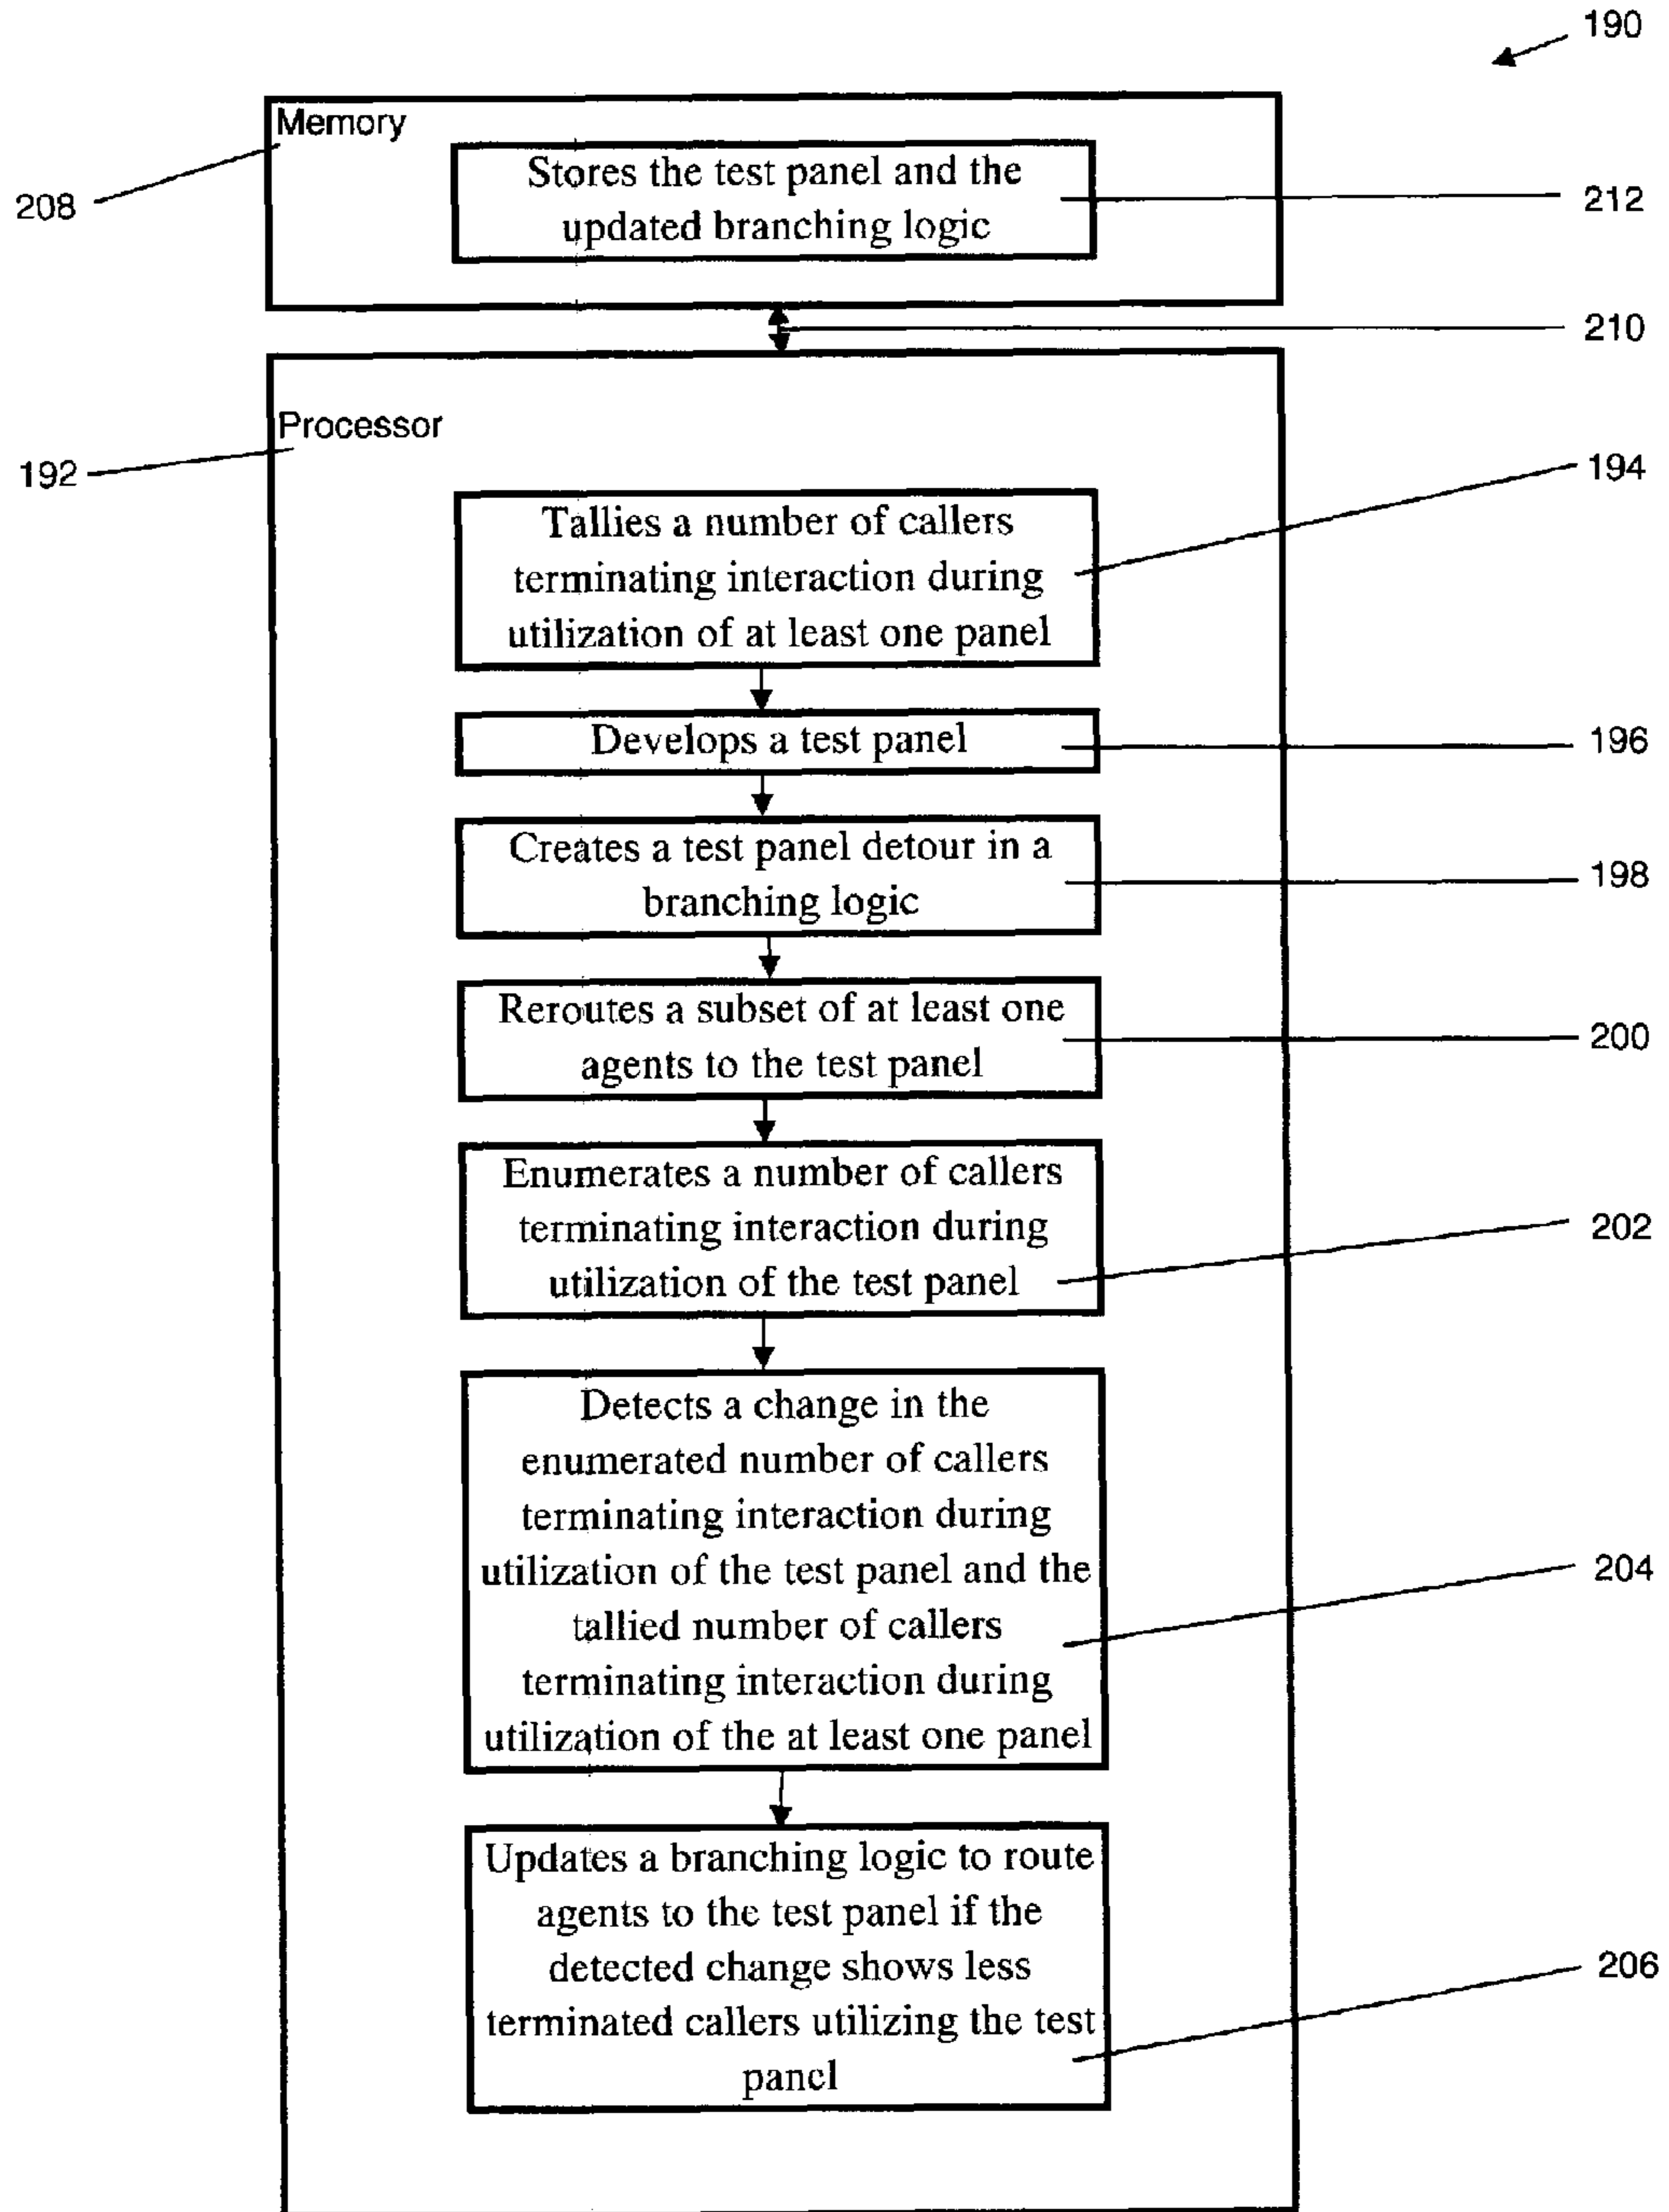 190
Memory
208
Stores the test panel and the
updated branching logic
212
210
Processor
192
194
Tallies a number of callers
terminating interaction during
utilization of at least one panel
Develops a test panel
196
Creates a test panel detour in a
branching logic
198
Reroutes a subset of at least one
agents to the test panel
200
Enumerates a number of callers
terminating interaction during
utilization of the test panel
202
Detects a change in the
enumerated number of callers
terminating interaction during
utilization of the test panel and the
tallied number of callers
terminating interaction during
utilization of the at least one panel
204
Updates a branching logic to route
agents to the test panel if the
detected change shows less
terminated callers utilizing the test
panel
206